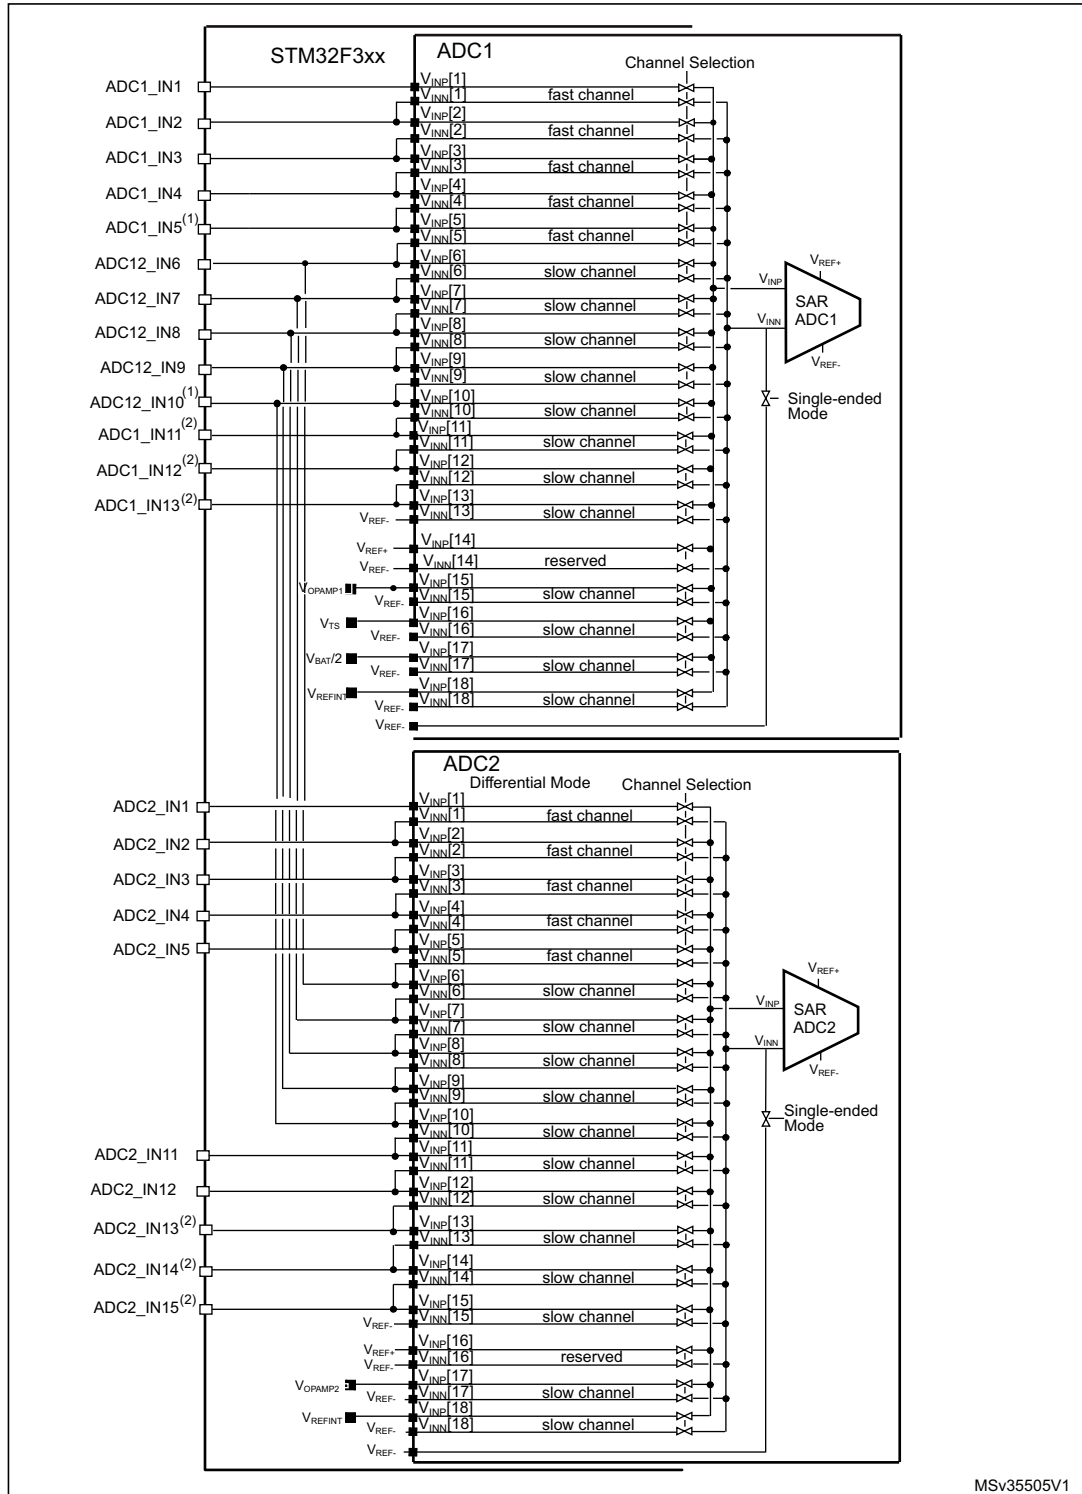 STM32F3xx
ADC1
Channel Selection
ADC1_IN1
VINP[1]
VINN[1]
fast channel
ADC1_IN2
VINP[2]
VINN[2]
fast channel
ADC1_IN3
VINP[3]
VINN[3]
fast channel
ADC1_IN4
VINP[4]
VINN[4]
fast channel
ADC1_IN5(1)
VINP[5]
VINN[5]
fast channel
ADC12_IN6
VINP[6]
VINN[6]
slow channel
ADC12_IN7
VINP[7]
VINN[7]
slow channel
ADC12_IN8
VINP[8]
VINN[8]
slow channel
ADC12_IN9
VINP[9]
VINN[9]
slow channel
ADC12_IN10(1)
VINP[10]
VINN[10]
slow channel
ADC1_IN11(2)
VINP[11]
VINN[11]
slow channel
ADC1_IN12(2)
VINP[12]
VINN[12]
slow channel
ADC1_IN13(2)
VINP[13]
VREF-
VINN[13]
slow channel
VREF+
VINP[14]
VREF-
VINN[14]
reserved
VOPAMP1
VINP[15]
VREF-
VINN[15]
slow channel
VTS
VINP[16]
VREF-
VINN[16]
slow channel
VBAT/2
VINP[17]
VREF-
VINN[17]
slow channel
VREFINT
VINP[18]
VREF-
VINN[18]
slow channel
VREF-
VREF+
VINP
SAR
ADC1
VINN
VREF-
Single-ended
Mode
ADC2
Differential Mode
Channel Selection
ADC2_IN1
VINP[1]
VINN[1]
fast channel
ADC2_IN2
VINP[2]
VINN[2]
fast channel
ADC2_IN3
VINP[3]
VINN[3]
fast channel
ADC2_IN4
VINP[4]
VINN[4]
fast channel
ADC2_IN5
VINP[5]
VINN[5]
fast channel
VINP[6]
VINN[6]
slow channel
VINP[7]
VINN[7]
slow channel
VINP[8]
VINN[8]
slow channel
VINP[9]
VINN[9]
slow channel
VINP[10]
VINN[10]
slow channel
ADC2_IN11
VINP[11]
VINN[11]
slow channel
ADC2_IN12
VINP[12]
VINN[12]
slow channel
ADC2_IN13(2)
VINP[13]
VINN[13]
slow channel
ADC2_IN14(2)
VINP[14]
VINN[14]
slow channel
ADC2_IN15(2)
VINP[15]
VREF-
VINN[15]
slow channel
VREF+
VINP[16]
VREF-
VINN[16]
reserved
VOPAMP2
VINP[17]
VREF-
VINN[17]
slow channel
VREFINT
VINP[18]
VREF-
VINN[18]
slow channel
VREF-
VREF+
VINP
SAR
ADC2
VINN
VREF-
Single-ended
Mode
MSv35505V1